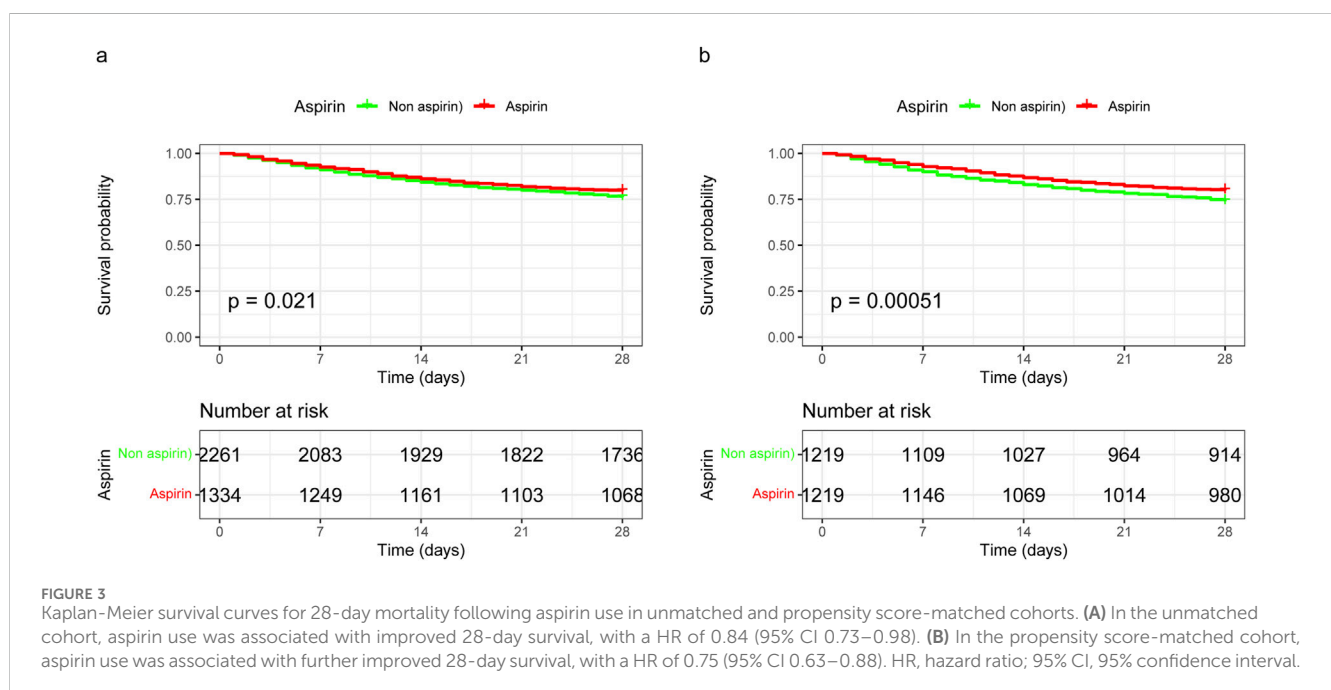 a
b
Aspirin Non aspirin) Aspirin
Aspirin Non aspirin) Aspirin
Survival probability
1.00
0.75
0.50
0.25
0.00
p = 0.021
0 7 14 21 28
Time (days)
Survival probability
1.00
0.75
0.50
0.25
0.00
p = 0.00051
0 7 14 21 28
Time (days)
Number at risk
Aspirin
Non aspirin) 2261 2083 1929 1822 1736
Aspirin 1334 1249 1161 1103 1068
0 7 14 21 28
Time (days)
Number at risk
Aspirin
Non aspirin) 1219 1109 1027 964 914
Aspirin 1219 1146 1069 1014 980
0 7 14 21 28
Time (days)
FIGURE 3
Kaplan-Meier survival curves for 28-day mortality following aspirin use in unmatched and propensity score-matched cohorts. (A) In the unmatched
cohort, aspirin use was associated with improved 28-day survival, with a HR of 0.84 (95% CI 0.73–0.98). (B) In the propensity score-matched cohort,
aspirin use was associated with further improved 28-day survival, with a HR of 0.75 (95% CI 0.63–0.88). HR, hazard ratio; 95% CI, 95% confidence interval.